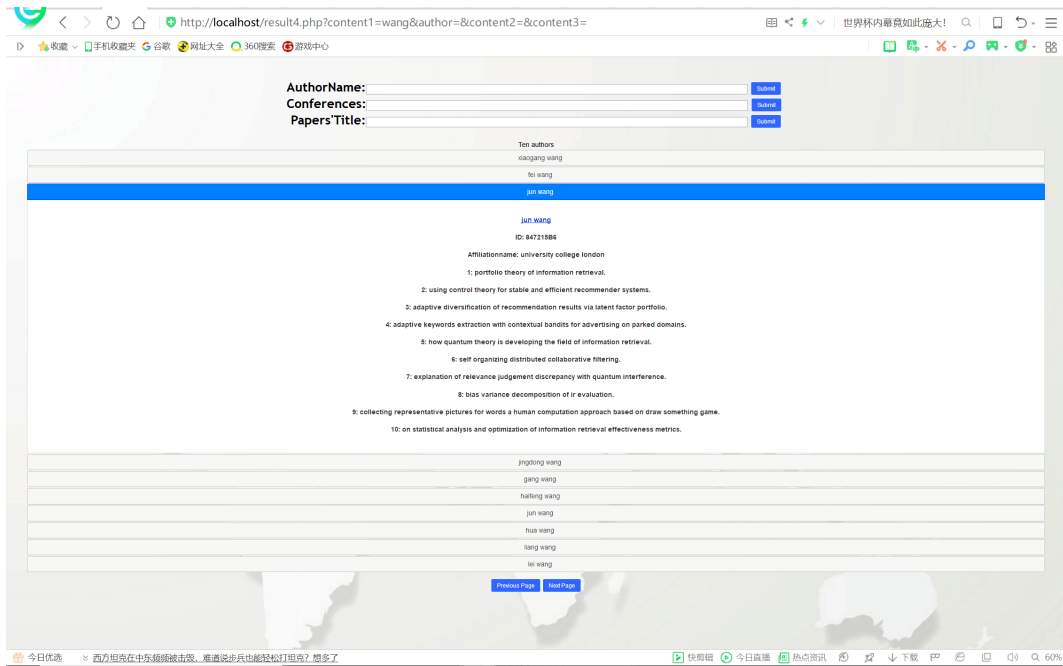 http://localhost/result4.php?content1=wang&author=&content2=&content3=
世界杯内幕竟如此庞大!
收藏 手机收藏夹 谷歌 网址大全 360搜索 游戏中心
AuthorName: Submit
Conferences: Submit
Papers'Title: Submit
Ten authors
xiaogang wang
fei wang
jun wang
jun wang
ID: 847215B6
Affiliationname: university college london
1: portfolio theory of information retrieval.
2: using control theory for stable and efficient recommender systems.
3: adaptive diversification of recommendation results via latent factor portfolio.
4: adaptive keywords extraction with contextual bandits for advertising on parked domains.
5: how quantum theory is developing the field of information retrieval.
6: self organizing distributed collaborative filtering.
7: explanation of relevance judgement discrepancy with quantum interference.
8: bias variance decomposition of ir evaluation.
9: collecting representative pictures for words a human computation approach based on draw something game.
10: on statistical analysis and optimization of information retrieval effectiveness metrics.
jingdong wang
gang wang
haifeng wang
jun wang
hua wang
liang wang
lei wang
Previous Page Next Page
今日优选 西方坦克在中东频频被击毁，难道说步兵也能轻松打坦克？想多了 快剪辑 今日直播 热点资讯 下载 60%